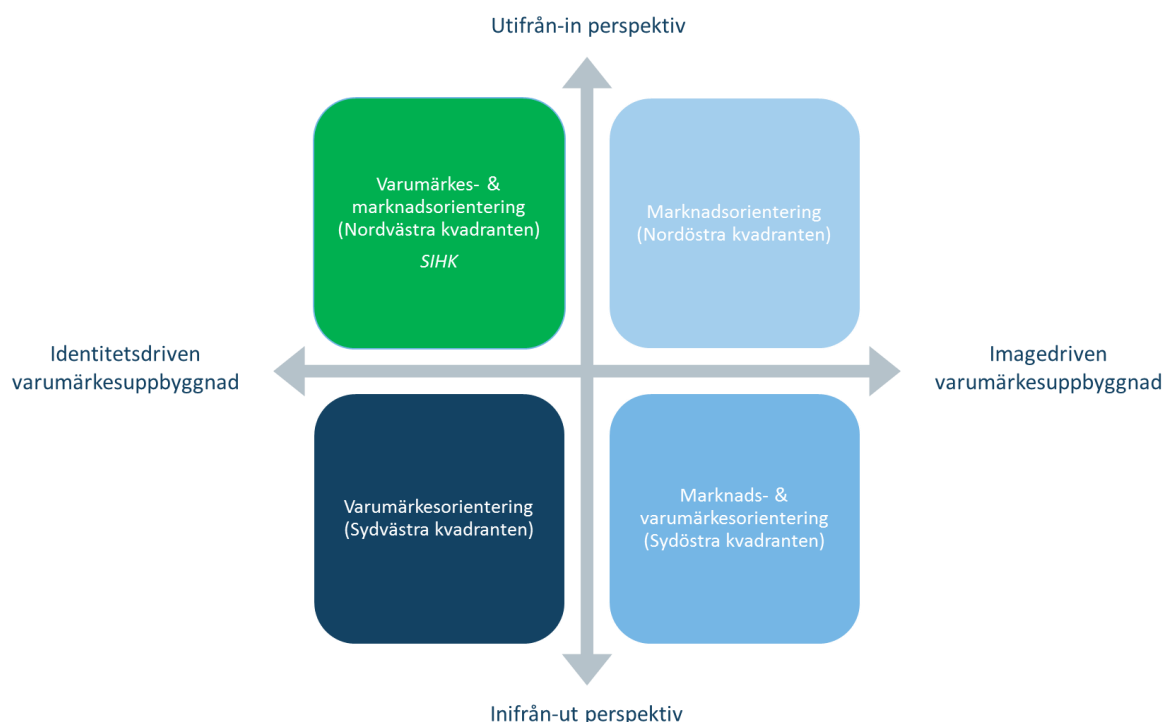 Utifrån-in perspektiv
Varumärkes- &
marknadsorientering
(Nordvästra kvadranten)
SIHK
Marknadsorientering
(Nordöstra kvadranten)
Identitetsdriven
varumärkesuppbyggnad
Imagedriven
varumärkesuppbyggnad
Varumärkesorientering
(Sydvästra kvadranten)
Marknads- &
varumärkesorientering
(Sydöstra kvadranten)
Inifrån-ut perspektiv